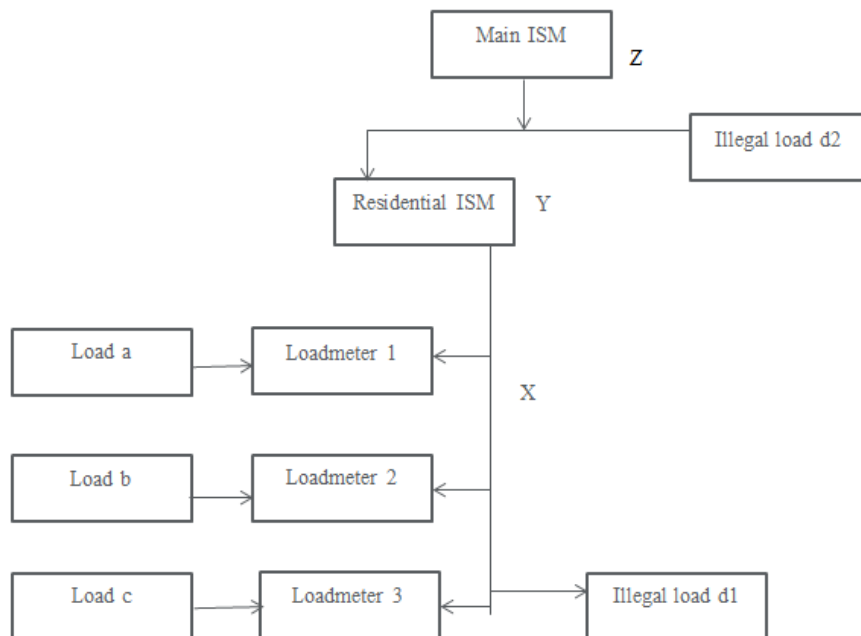 Main ISM
Z
Illegal load d2
Residential ISM
Y
Load a
Loadmeter 1
X
Load b
Loadmeter 2
Load c
Loadmeter 3
Illegal load d1